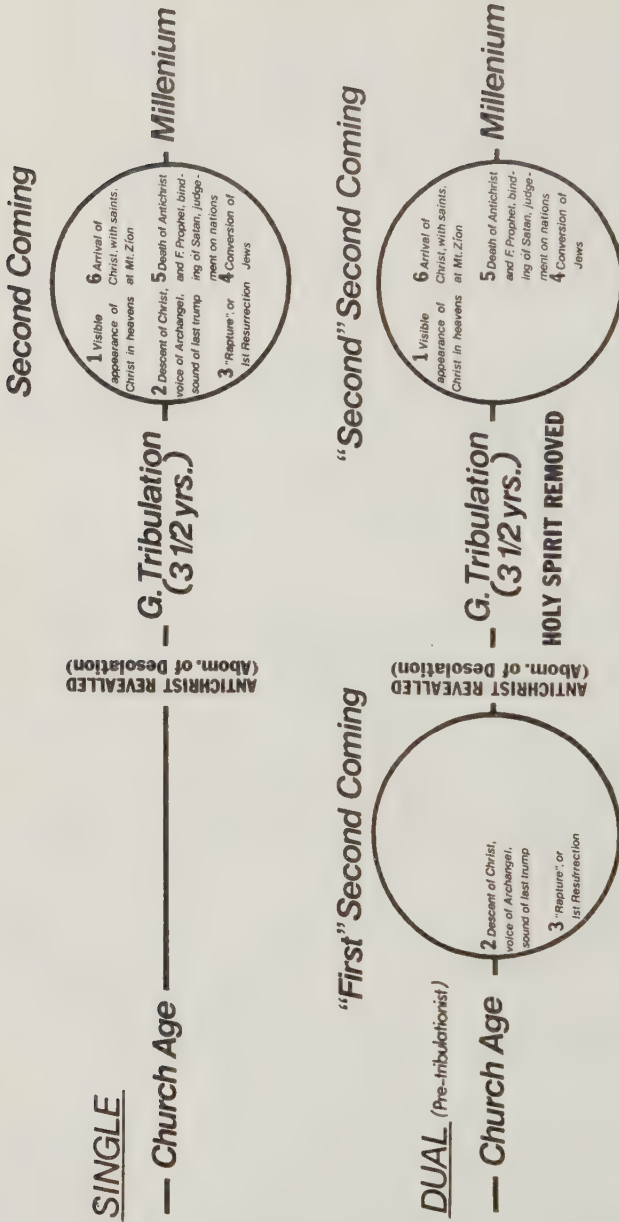 SINGLE
— Church Age
ANTICHRIST REVEALLED
(Abom. of Desolation)
G. Tribulation
(3 1/2 yrs.)
Second Coming
1 Visible
appearance of
Christ in heavens
2 Descent of Christ,
voice of Archangel,
sound of last trump
3 "Rapture", or
1st Resurrection
6 Arrival of
Christ, with saints,
at Mt. Zion
5 Death of Antichrist
and F. Prophet, bind-
ing of Satan, judge-
ment on nations
4 Conversion of
Jews
Millenium
DUAL (Pre-tribulationist)
— Church Age
"First" Second Coming
2 Descent of Christ,
voice of Archangel,
sound of last trump
3 "Rapture", or
1st Resurrection
ANTICHRIST REVEALLED
(Abom. of Desolation)
G. Tribulation
(3 1/2 yrs.)
HOLY SPIRIT REMOVED
"Second" Second Coming
1 Visible
appearance of
Christ in heavens
6 Arrival of
Christ, with saints,
at Mt. Zion
5 Death of Antichrist
and F. Prophet, bind-
ing of Satan, judge-
ment on nations
4 Conversion of
Jews
Millenium